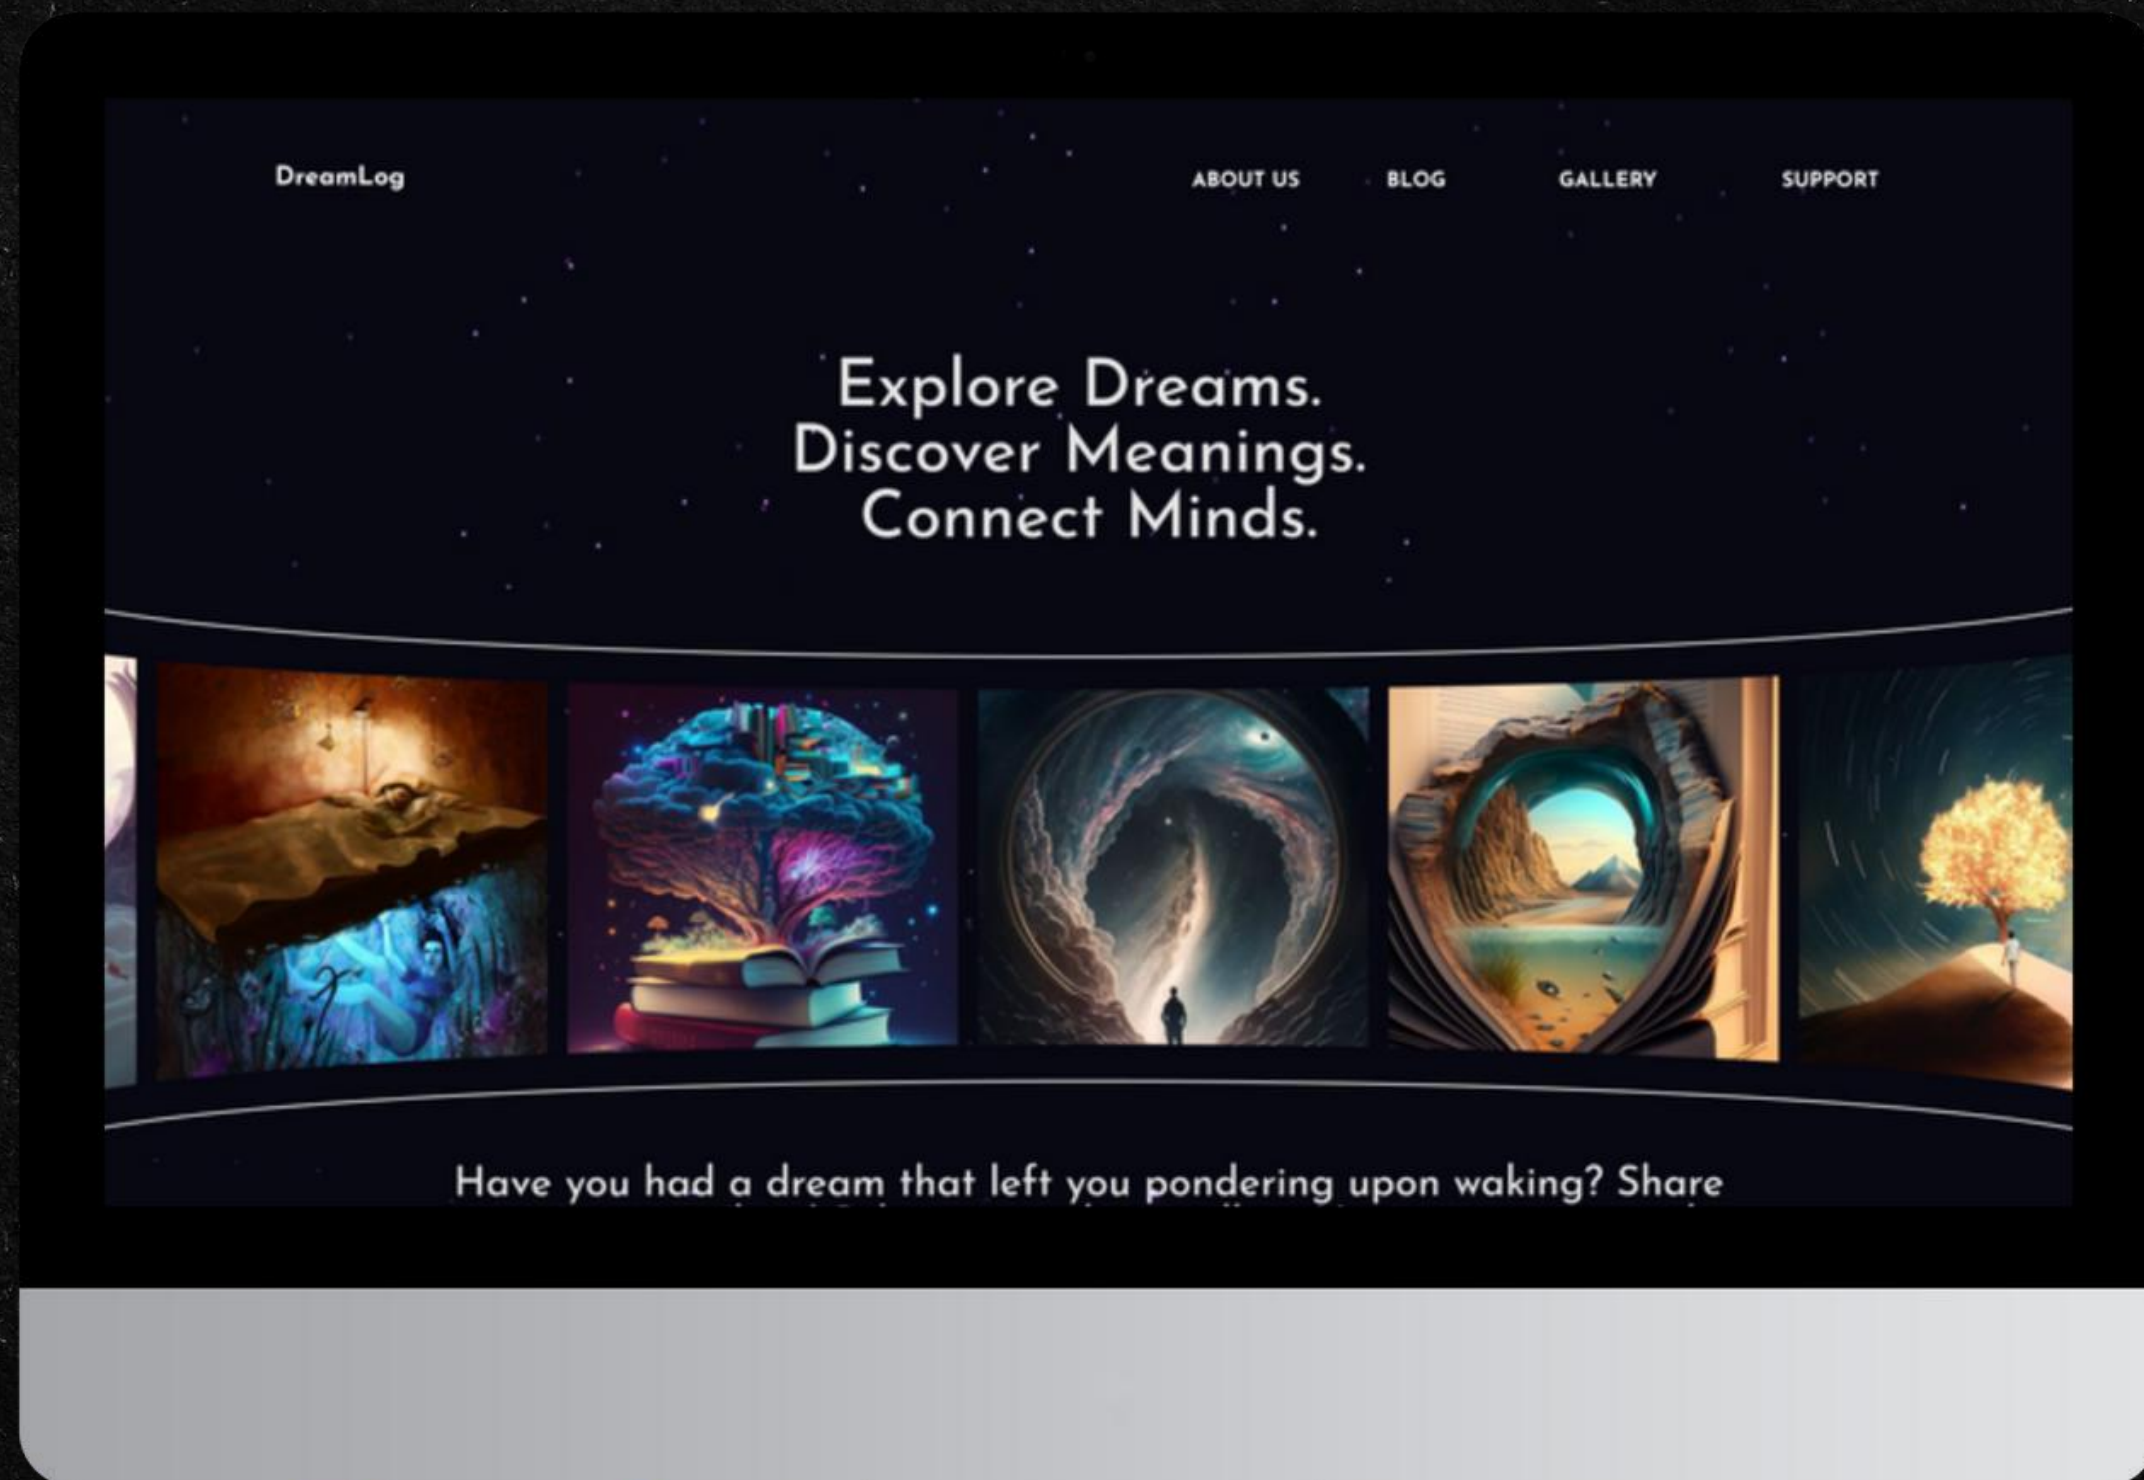 DreamLog
ABOUT US BLOG GALLERY SUPPORT
Explore Dreams.
Discover Meanings.
Connect Minds.
Have you had a dream that left you pondering upon waking? Share